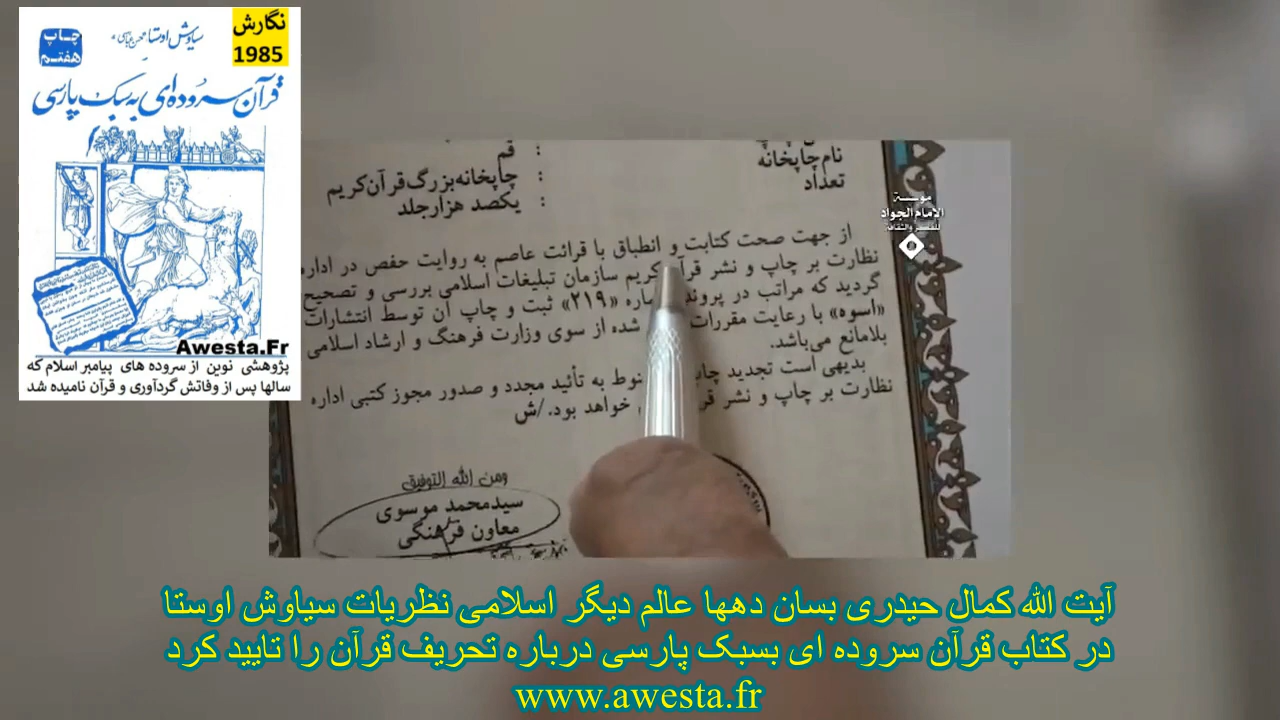 نگارش
1985
چاپ
هفتم
سیاوش اوستا
قرآن سروده‌ای به سبک پارسی
Awesta.Fr
پژوهشی نوین از سروده های پیامبر اسلام که
سالها پس از وفاتش گردآوری و قرآن نامیده شد
قم
نام چاپخانه : چاپخانه بزرگ قرآن کریم
تعداد : یکصد هزار جلد
از جهت صحت کتابت و انطباق با قرائت عاصم به روایت حفص در اداره
نظارت بر چاپ و نشر قرآن کریم سازمان تبلیغات اسلامی بررسی و تصحیح
گردید که مراتب در پرونده «۲۱۹» ثبت و چاپ آن توسط انتشارات
«اسوه» با رعایت مقررات شده از سوی وزارت فرهنگ و ارشاد اسلامی
بلامانع می‌باشد.
بدیهی است تجدید چاپ به تأئید مجدد و صدور مجوز کتبی اداره
نظارت بر چاپ و نشر خواهد بود./ش
ومن الله التوفیق
سیدمحمد موسوی
معاون فرهنگی
مؤسسة
الإمام الجواد
للفكر والثقافة
آیت الله کمال حیدری بسان دهها عالم دیگر اسلامی نظریات سیاوش اوستا
در کتاب قرآن سروده ای بسبک پارسی درباره تحریف قرآن را تایید کرد
www.awesta.fr